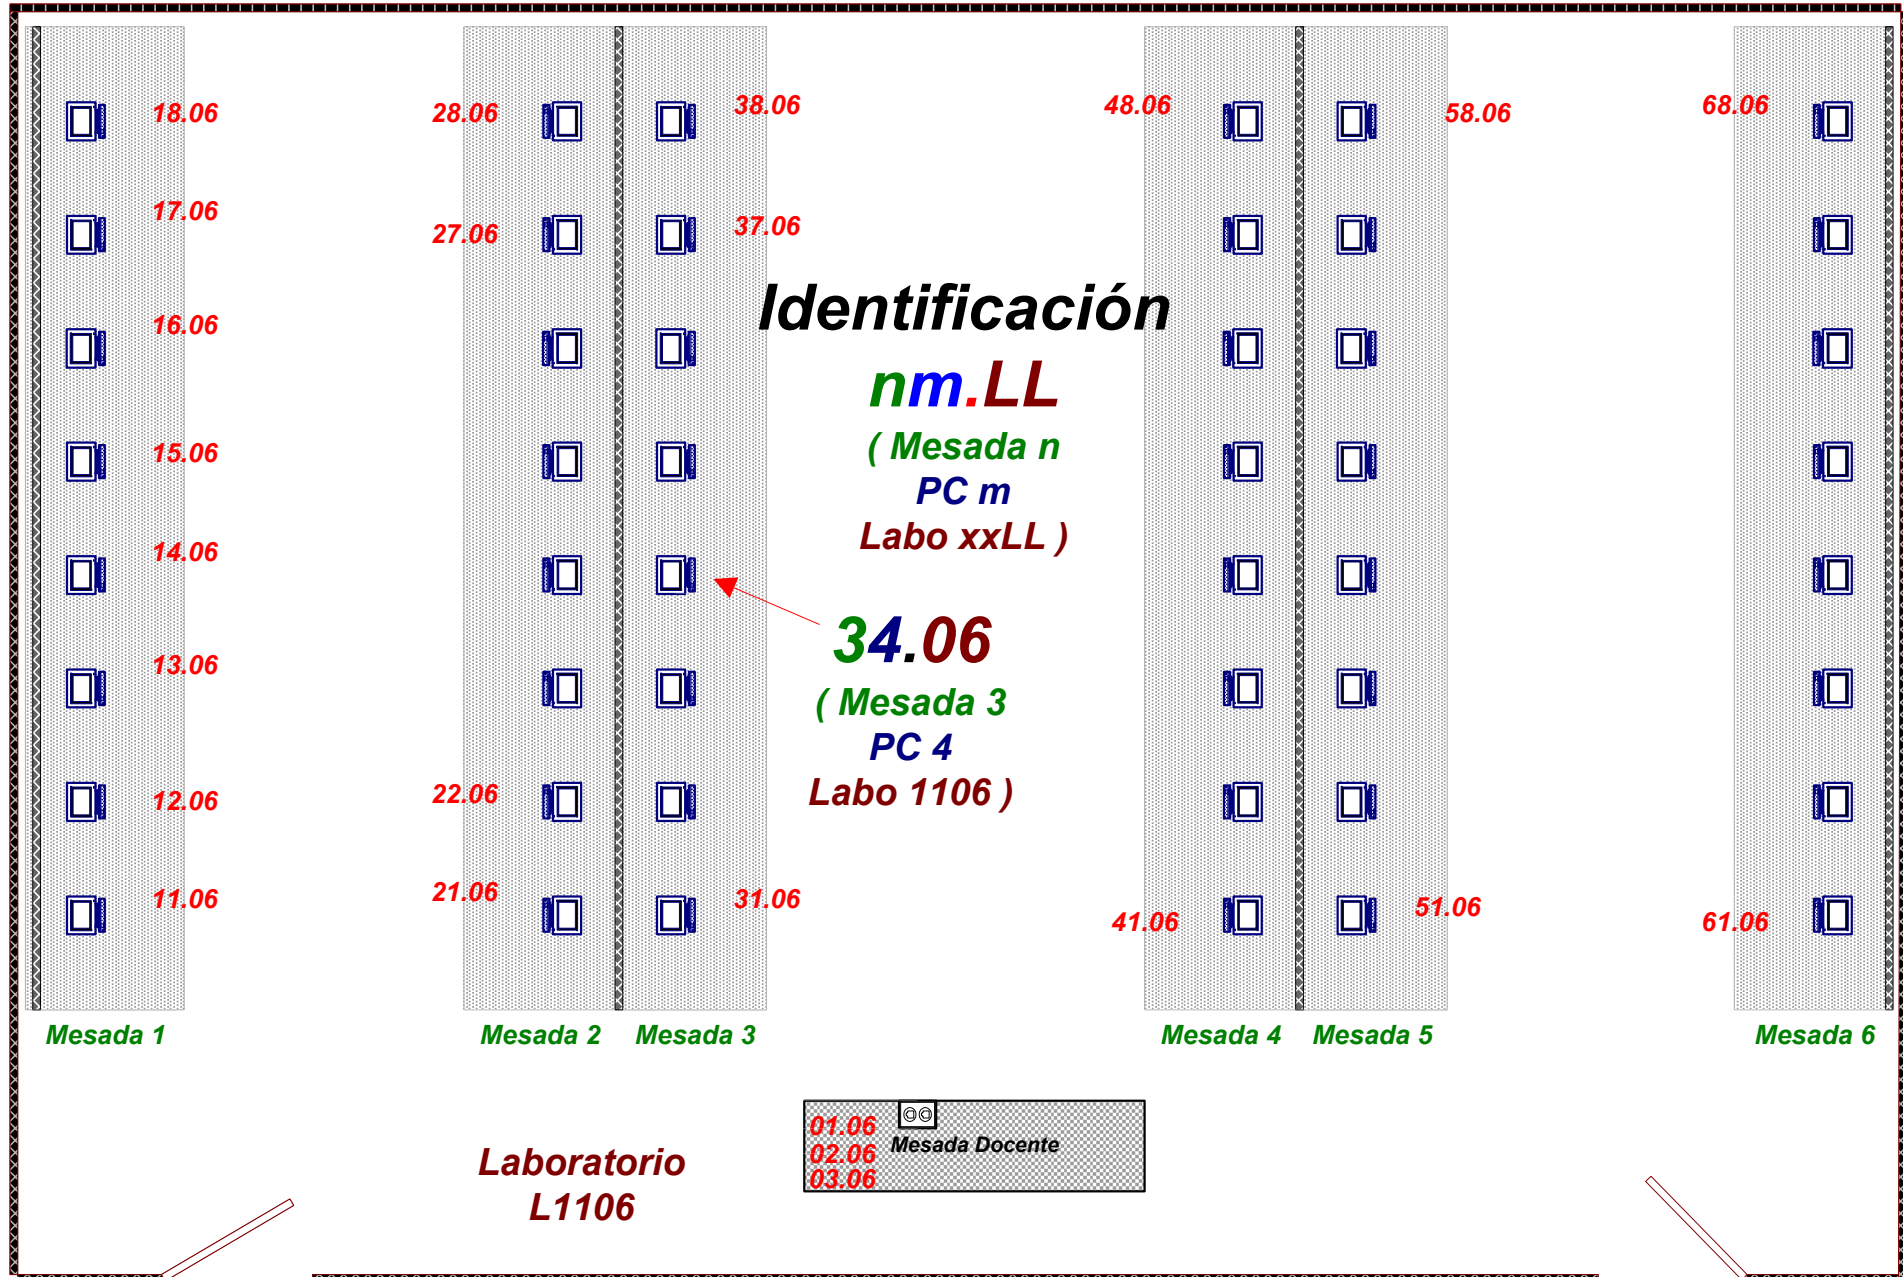 18.06
28.06
38.06
48.06
58.06
68.06
17.06
27.06
37.06
Identificación
nm.LL
( Mesada n
PC m
Labo xxLL )
16.06
15.06
14.06
34.06
( Mesada 3
PC 4
Labo 1106 )
13.06
12.06
22.06
11.06
21.06
31.06
41.06
51.06
61.06
Mesada 1
Mesada 2
Mesada 3
Mesada 4
Mesada 5
Mesada 6
01.06
02.06
03.06
Mesada Docente
Laboratorio
L1106